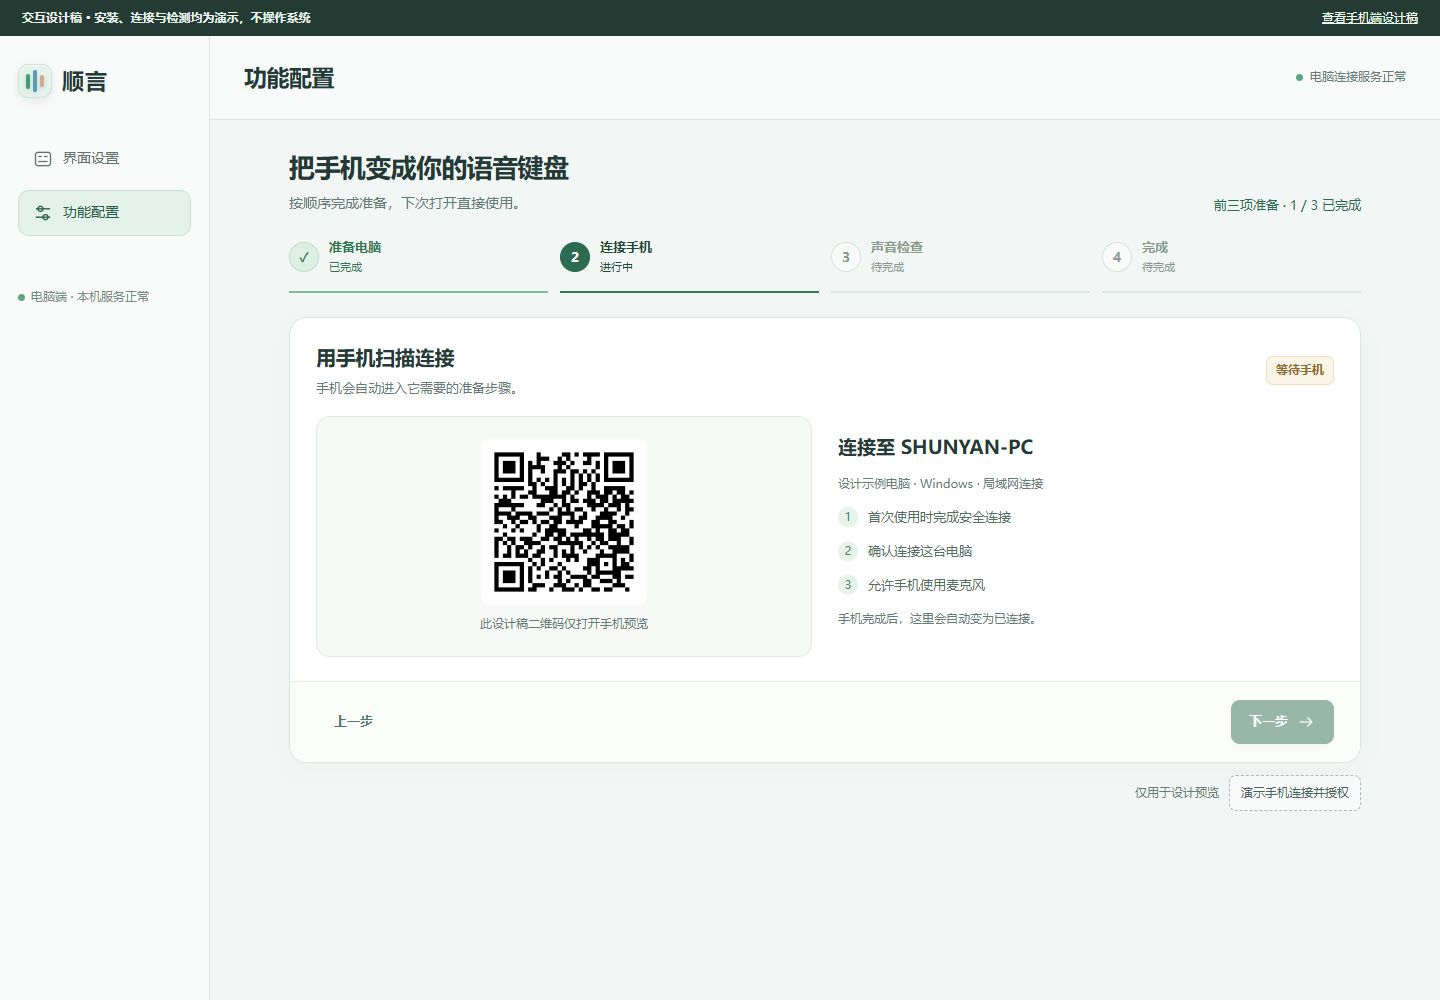 交互设计稿 · 安装、连接与检测均为演示，不操作系统
查看手机端设计稿
顺言
界面设置
功能配置
电脑端 · 本机服务正常
功能配置
电脑连接服务正常
把手机变成你的语音键盘
按顺序完成准备，下次打开直接使用。
前三项准备 · 1 / 3 已完成
✓
准备电脑
已完成
2
连接手机
进行中
3
声音检查
待完成
4
完成
待完成
用手机扫描连接
手机会自动进入它需要的准备步骤。
等待手机
此设计稿二维码仅打开手机预览
连接至 SHUNYAN-PC
设计示例电脑 · Windows · 局域网连接
1 首次使用时完成安全连接
2 确认连接这台电脑
3 允许手机使用麦克风
手机完成后，这里会自动变为已连接。
上一步
下一步 →
仅用于设计预览
演示手机连接并授权